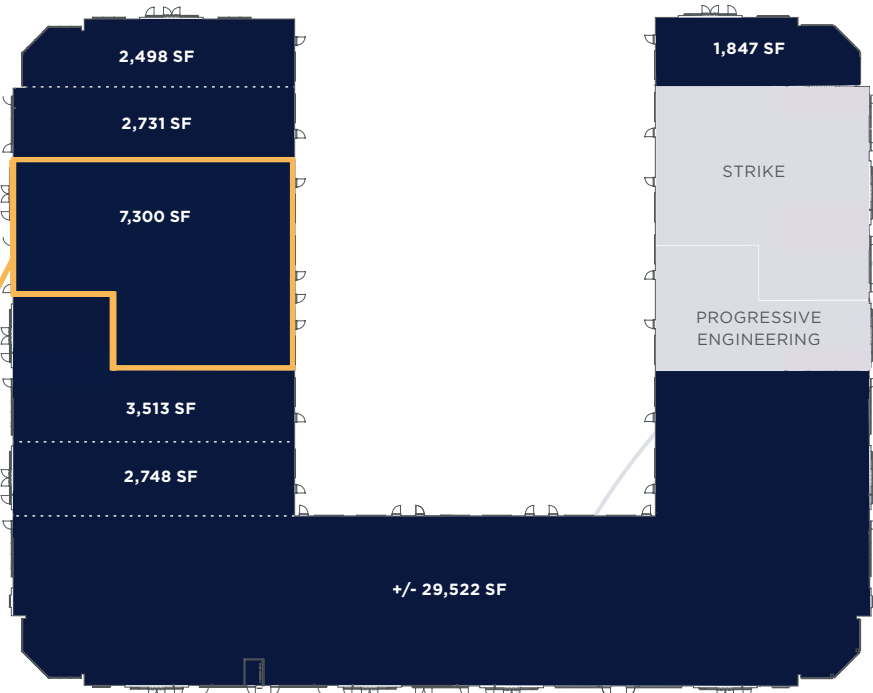 2,498 SF
1,847 SF
2,731 SF
STRIKE
7,300 SF
PROGRESSIVE
ENGINEERING
3,513 SF
2,748 SF
+/- 29,522 SF